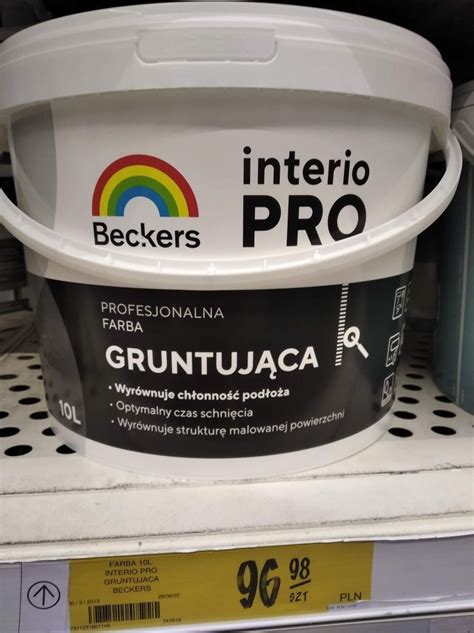 interio
PRO
Beckers
PROFESJONALNA
FARBA
GRUNTUJĄCA
• Wyrównuje chłonność podłoża
• Optymalny czas schnięcia
• Wyrównuje strukturę malowanej powierzchni
10L
FARBA 10L
INTERIO PRO
GRUNTUJACA
BECKERS
96 98
SZT
PLN